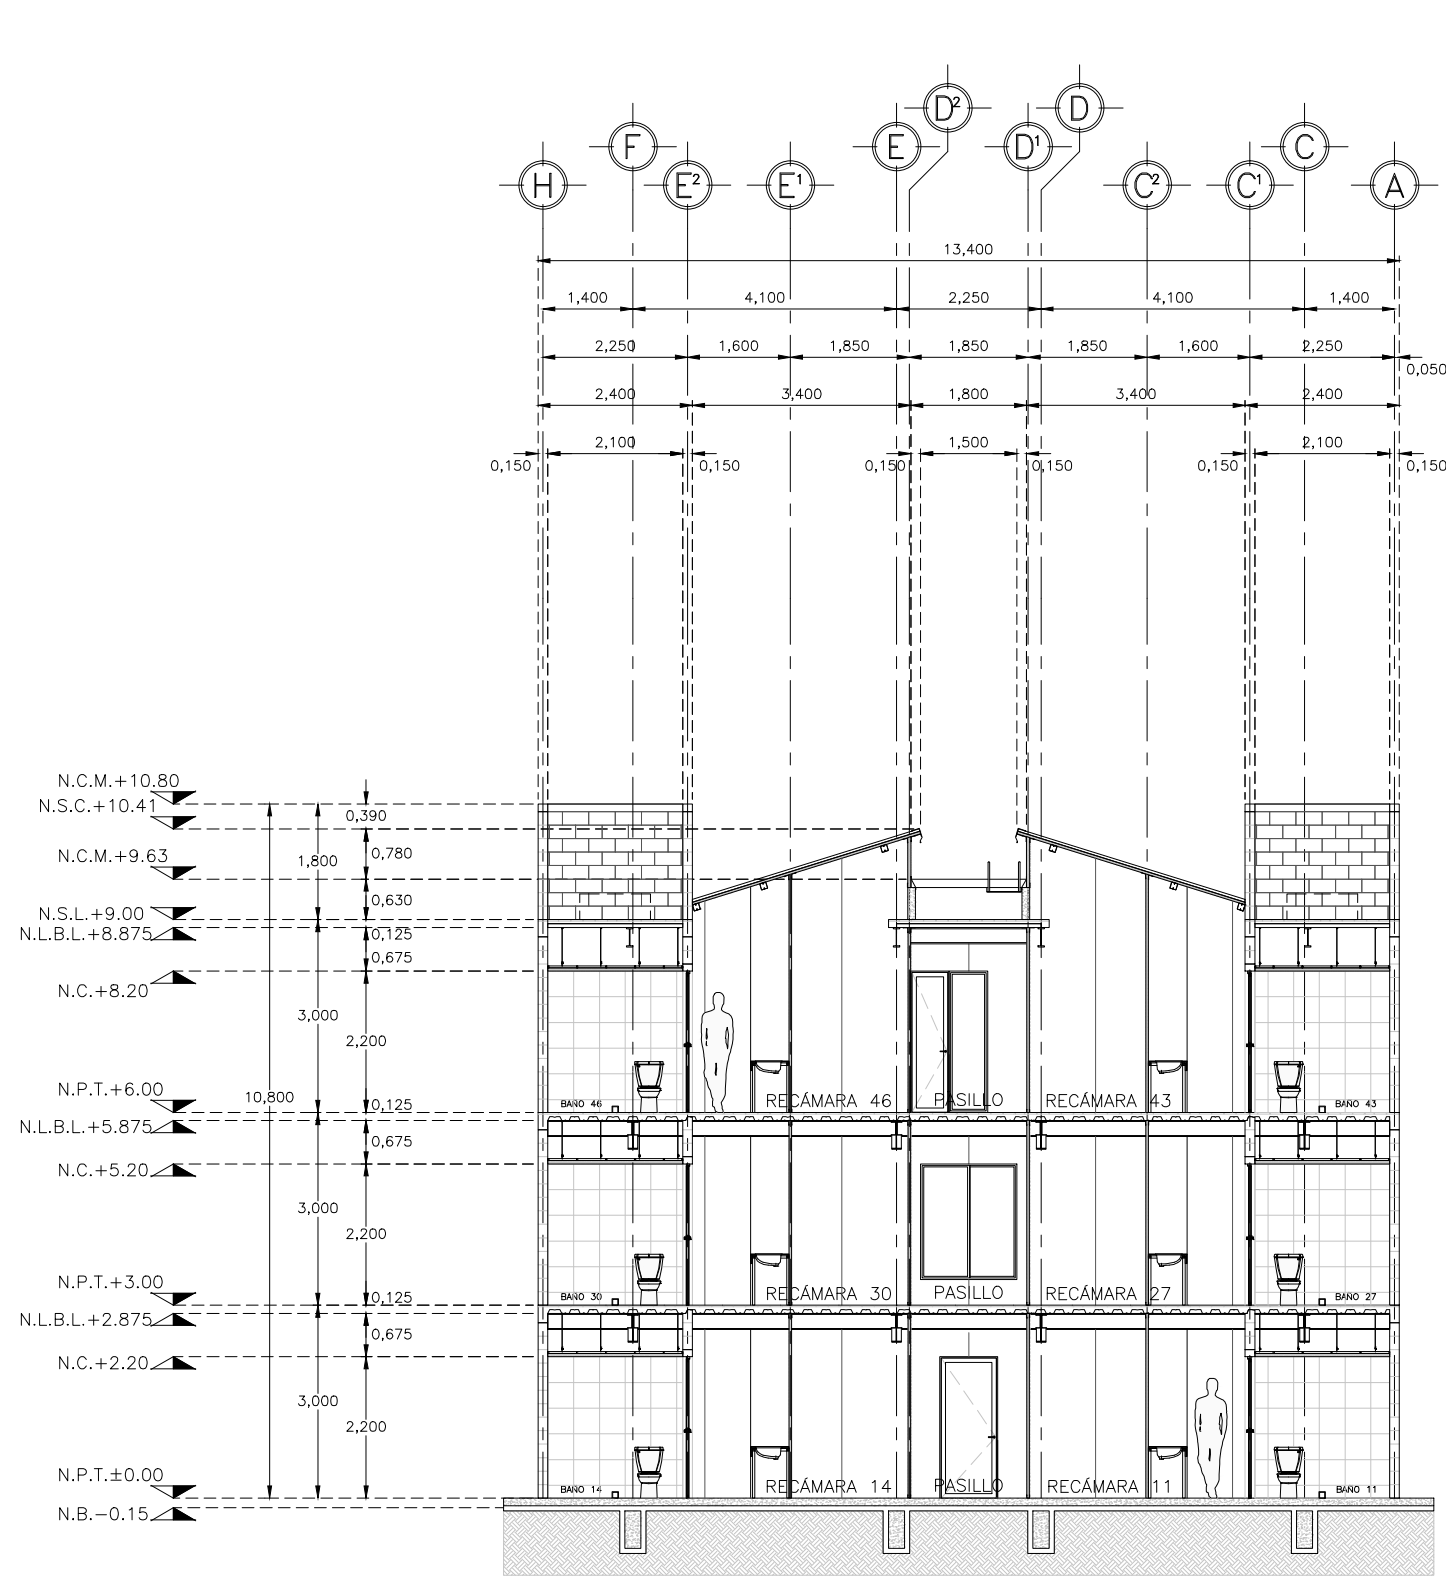 D² D
F E D¹ C
H E² E¹ C² C¹ A
13,400
1,400 4,100 2,250 4,100 1,400
2,250 1,600 1,850 1,850 1,850 1,600 2,250
0,050
2,400 3,400 1,800 3,400 2,400
2,100 1,500 2,100
0,150 0,150 0,150 0,150 0,150 0,150
N.C.M.+10.80
N.S.C.+10.41
0,390
N.C.M.+9.63
1,800 0,780
0,630
N.S.L.+9.00
N.L.B.L.+8.875
0,125
0,675
N.C.+8.20
3,000
2,200
N.P.T.+6.00
10,800
0,125
BAÑO 46 RECÁMARA 46 PASILLO RECÁMARA 43 BAÑO 43
N.L.B.L.+5.875
0,675
N.C.+5.20
3,000
2,200
N.P.T.+3.00
0,125
BAÑO 30 RECÁMARA 30 PASILLO RECÁMARA 27 BAÑO 27
N.L.B.L.+2.875
0,675
N.C.+2.20
3,000
2,200
N.P.T.±0.00
BAÑO 14 RECÁMARA 14 PASILLO RECÁMARA 11 BAÑO 11
N.B.−0.15